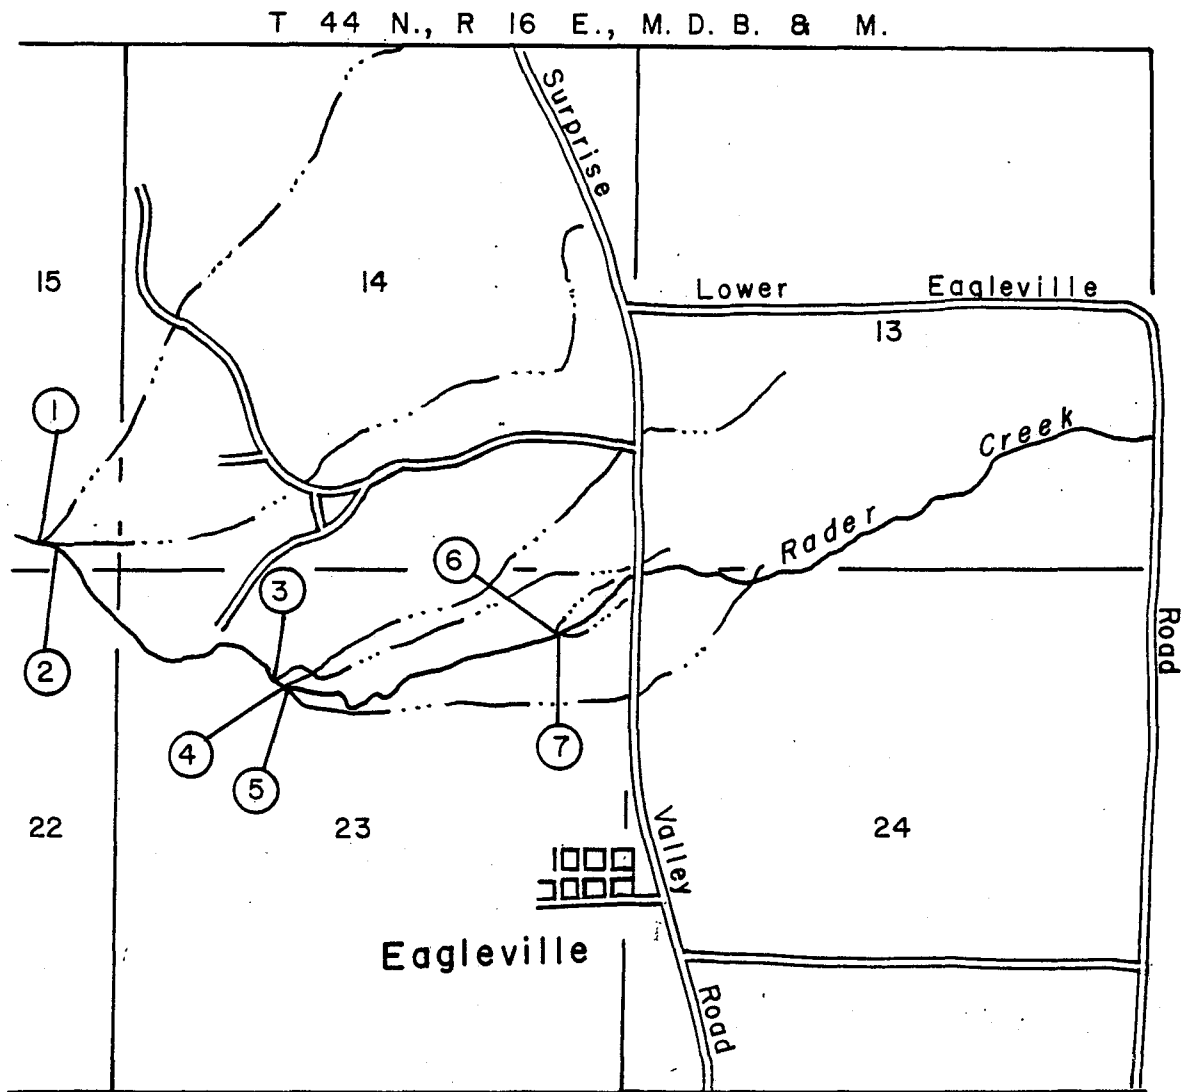 T 44 N., R 16 E., M. D. B. & M.
Surprise
15
14
Lower Eagleville
13
1
Creek
Rader
6
3
Road
2
4
7
5
22
23
Valley
24
Eagleville
Road